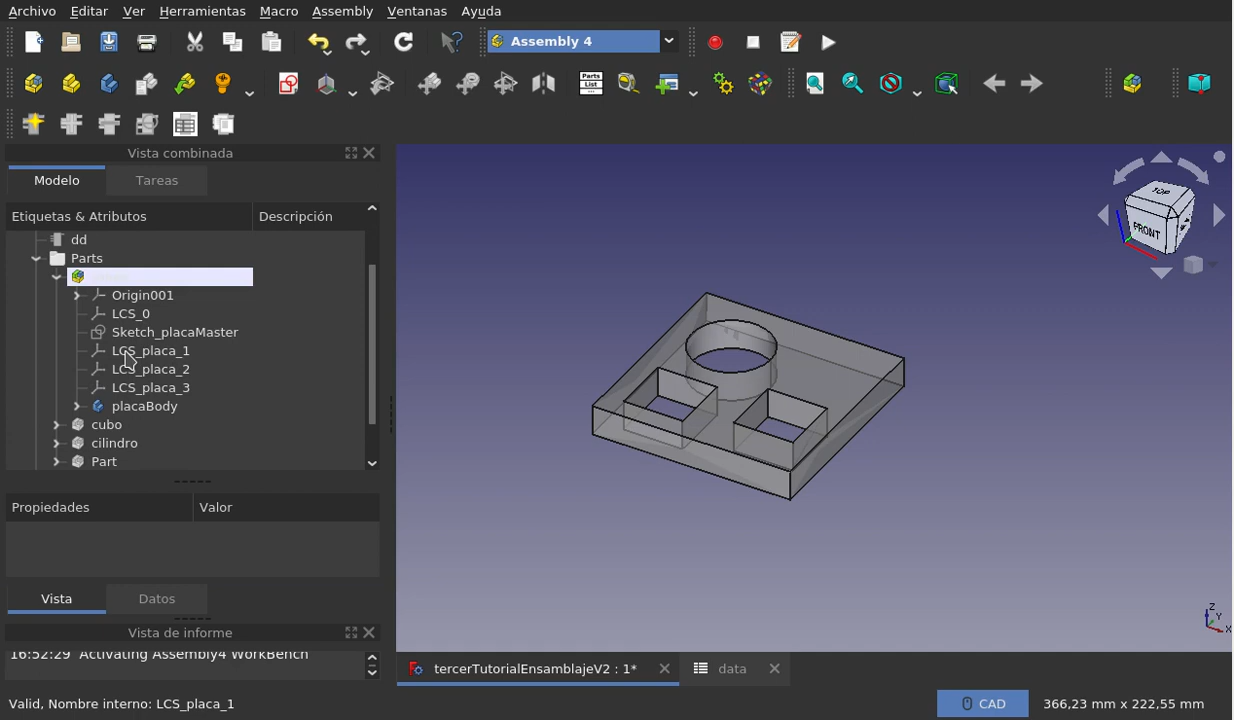 Archivo Editar Ver Herramientas Macro Assembly Ventanas Ayuda
Assembly 4
Parts List
Vista combinada
Modelo Tareas
Etiquetas & Atributos Descripción
dd
Parts
Origin001
LCS_0
Sketch_placaMaster
LCS_placa_1
LCS_placa_2
LCS_placa_3
placaBody
cubo
cilindro
Part
Propiedades Valor
Vista Datos
Vista de informe
16:52:29 Activating Assembly4 WorkBench
TOP
FRONT
Z
Y
X
tercerTutorialEnsamblajeV2 : 1* data
Valid, Nombre interno: LCS_placa_1 CAD 366,23 mm x 222,55 mm